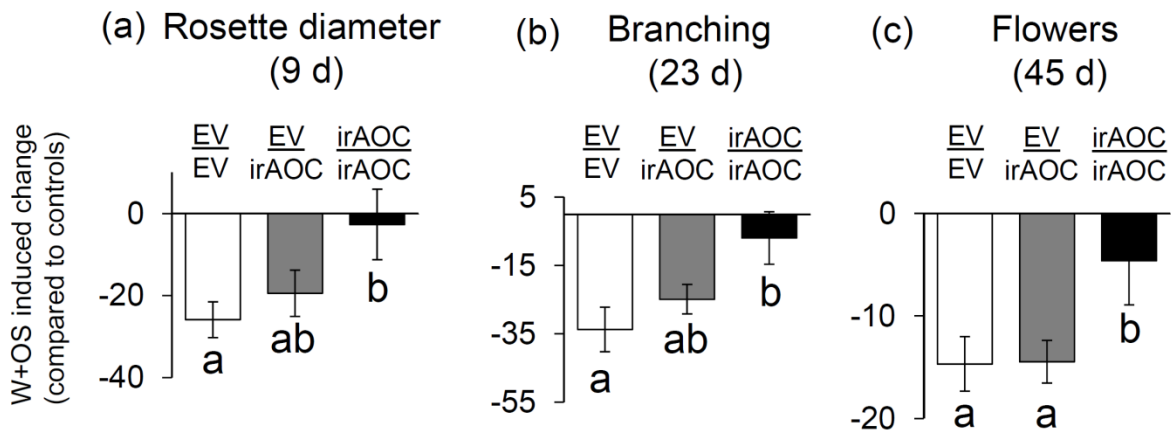 (a) Rosette diameter
(9 d)
(b) Branching
(23 d)
(c) Flowers
(45 d)
W+OS induced change
(compared to controls)
EV EV irAOC
EV irAOC irAOC
0
-20
-40
a ab b
EV EV irAOC
EV irAOC irAOC
5
-15
-35
-55
a ab b
EV EV irAOC
EV irAOC irAOC
0
-10
-20
a a b